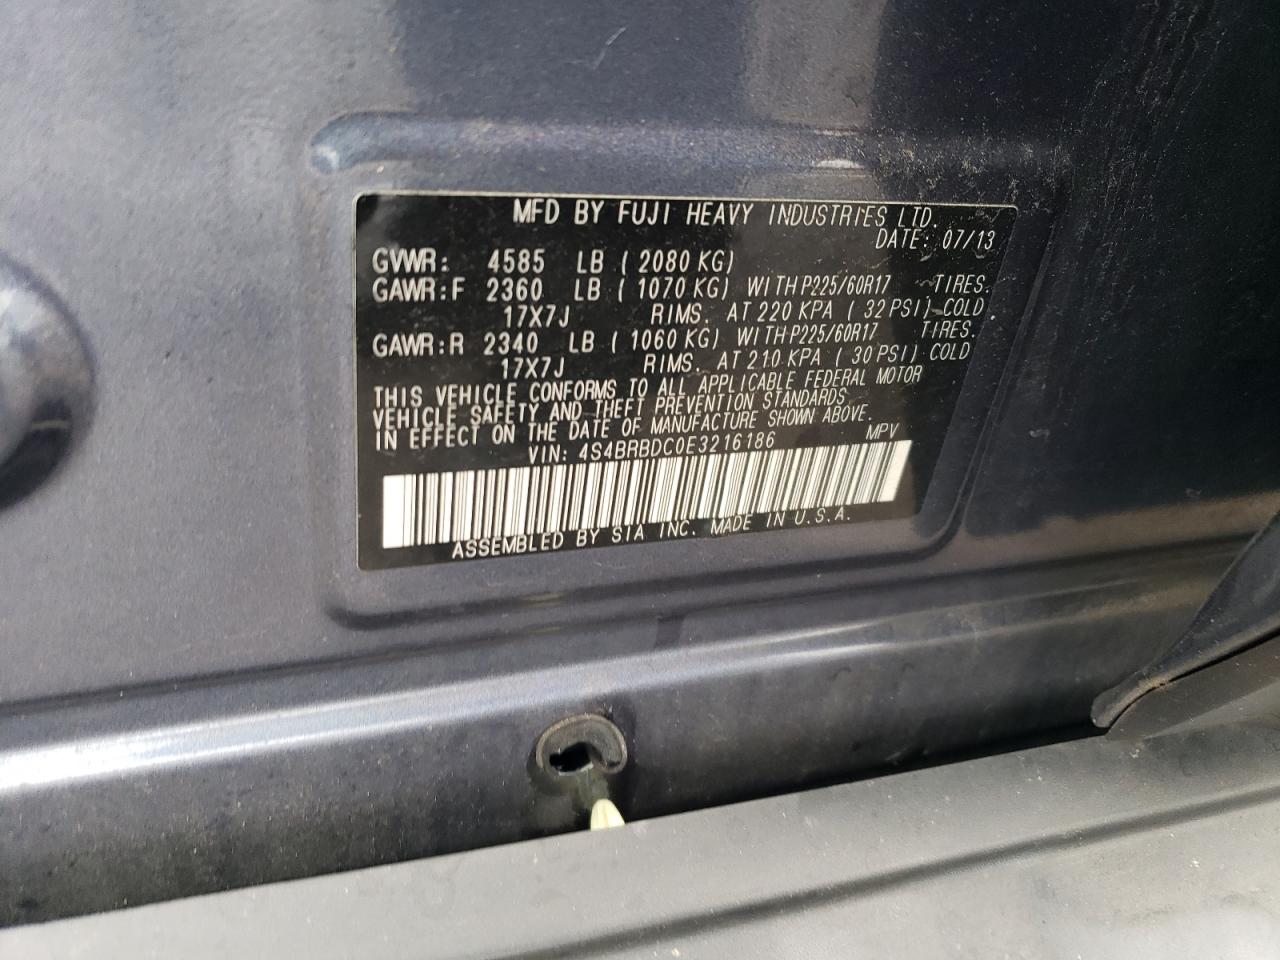 MFD BY FUJI HEAVY INDUSTRIES LTD.
DATE: 07/13
GVWR: 4585 LB ( 2080 KG)
GAWR:F 2360 LB ( 1070 KG) WITH P225/60R17 TIRES.
17X7J RIMS. AT 220 KPA ( 32 PSI) COLD.
GAWR:R 2340 LB ( 1060 KG) WITH P225/60R17 TIRES.
17X7J RIMS. AT 210 KPA ( 30 PSI) COLD
THIS VEHICLE CONFORMS TO ALL APPLICABLE FEDERAL MOTOR
VEHICLE SAFETY AND THEFT PREVENTION STANDARDS
IN EFFECT ON THE DATE OF MANUFACTURE SHOWN ABOVE.
VIN: 4S4BRBDC0E3216186 MPV
ASSEMBLED BY SIA INC. MADE IN U.S.A.